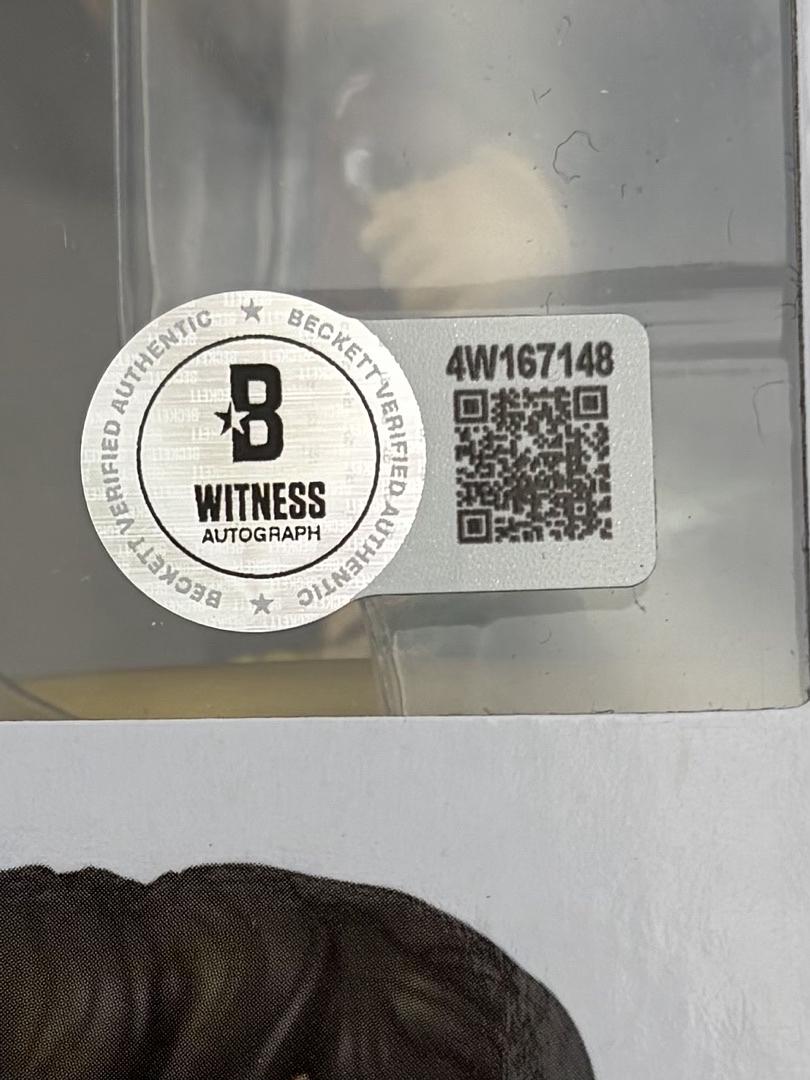 BECKETT VERIFIED AUTHENTIC ★ BECKETT VERIFIED AUTHENTIC ★
B
WITNESS
AUTOGRAPH
4W167148